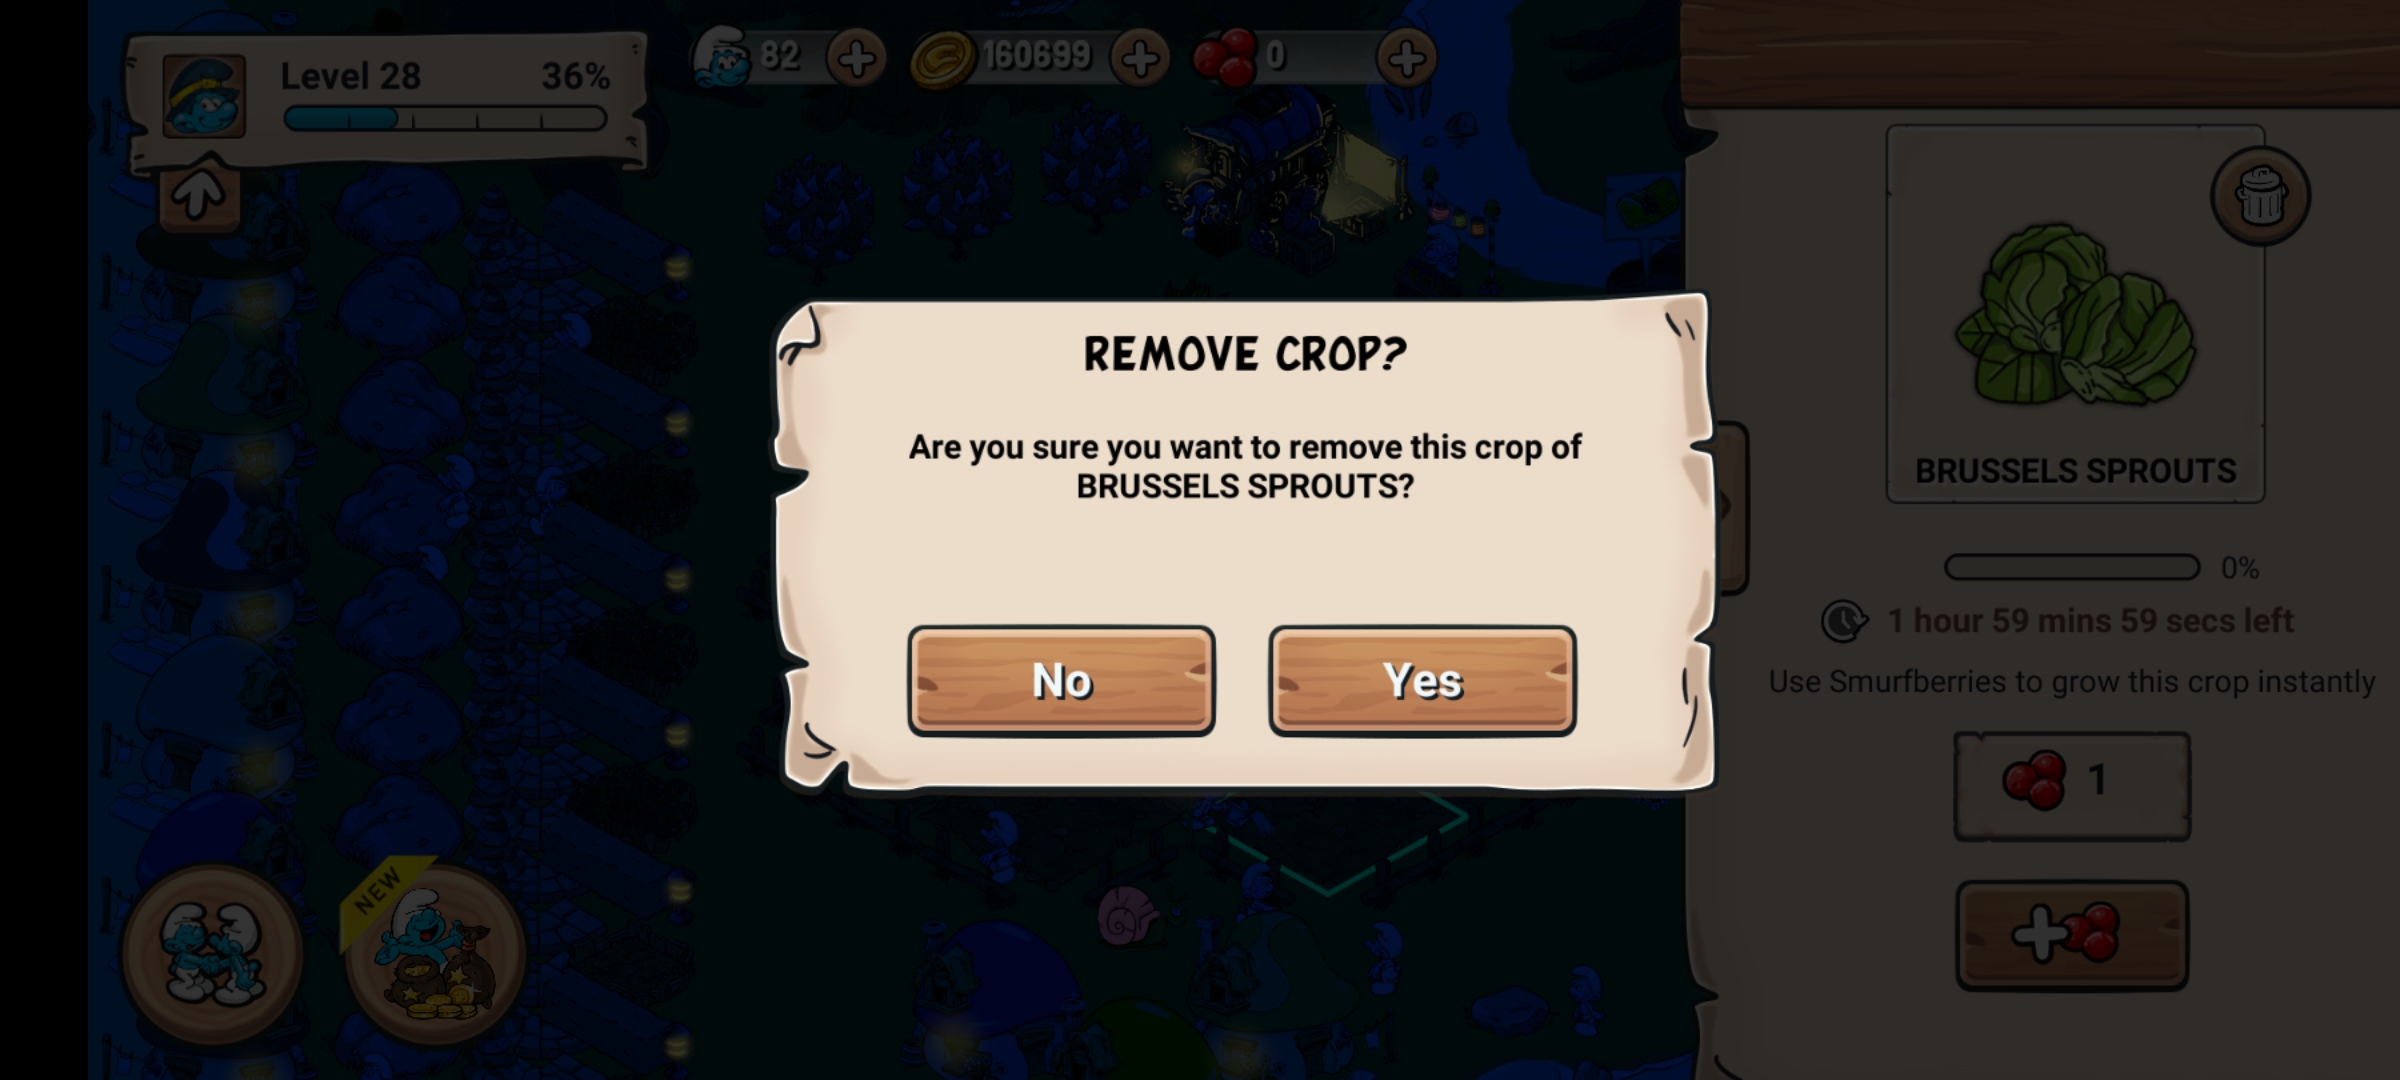 Level 28 36%
82
160699
0
REMOVE CROP?
Are you sure you want to remove this crop of
BRUSSELS SPROUTS?
No
Yes
BRUSSELS SPROUTS
0%
1 hour 59 mins 59 secs left
Use Smurfberries to grow this crop instantly
1
NEW